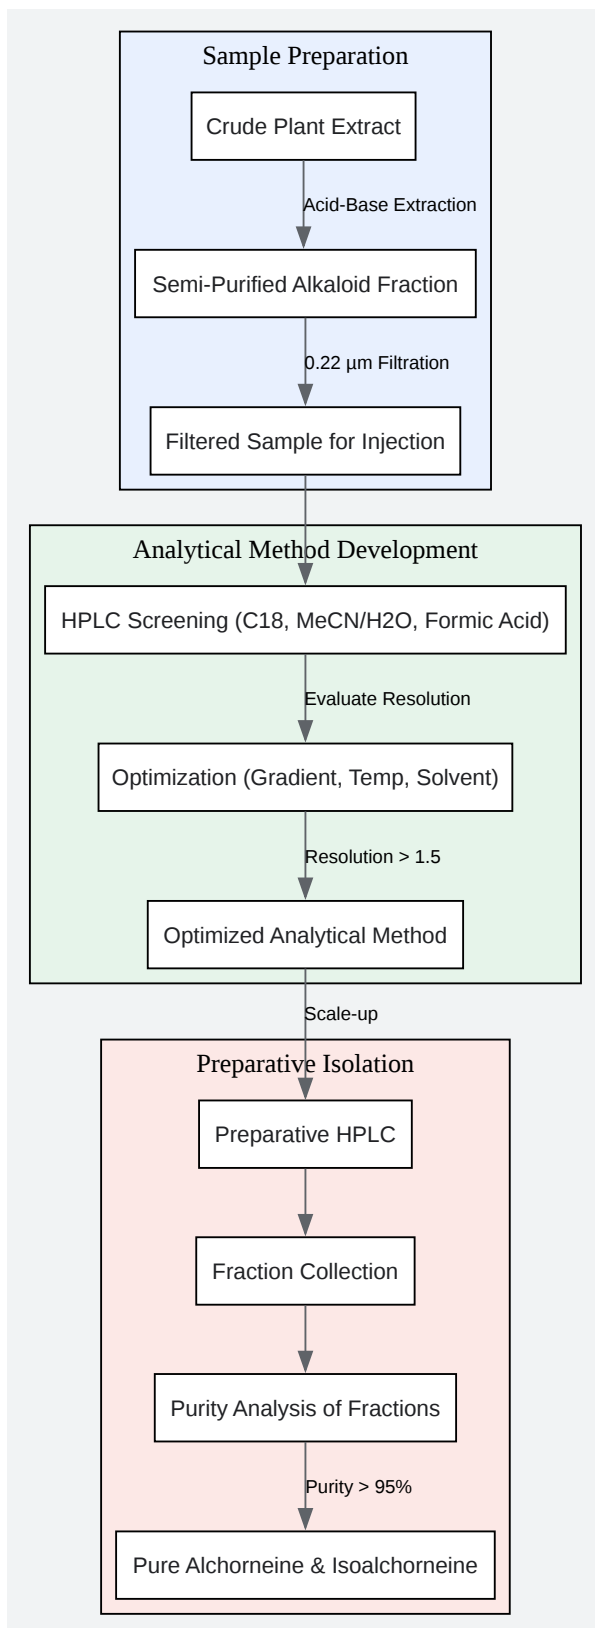 Sample Preparation
Crude Plant Extract
Acid-Base Extraction
Semi-Purified Alkaloid Fraction
0.22 µm Filtration
Filtered Sample for Injection
Analytical Method Development
HPLC Screening (C18, MeCN/H2O, Formic Acid)
Evaluate Resolution
Optimization (Gradient, Temp, Solvent)
Resolution > 1.5
Optimized Analytical Method
Scale-up
Preparative Isolation
Preparative HPLC
Fraction Collection
Purity Analysis of Fractions
Purity > 95%
Pure Alchorneine & Isoalchorneine